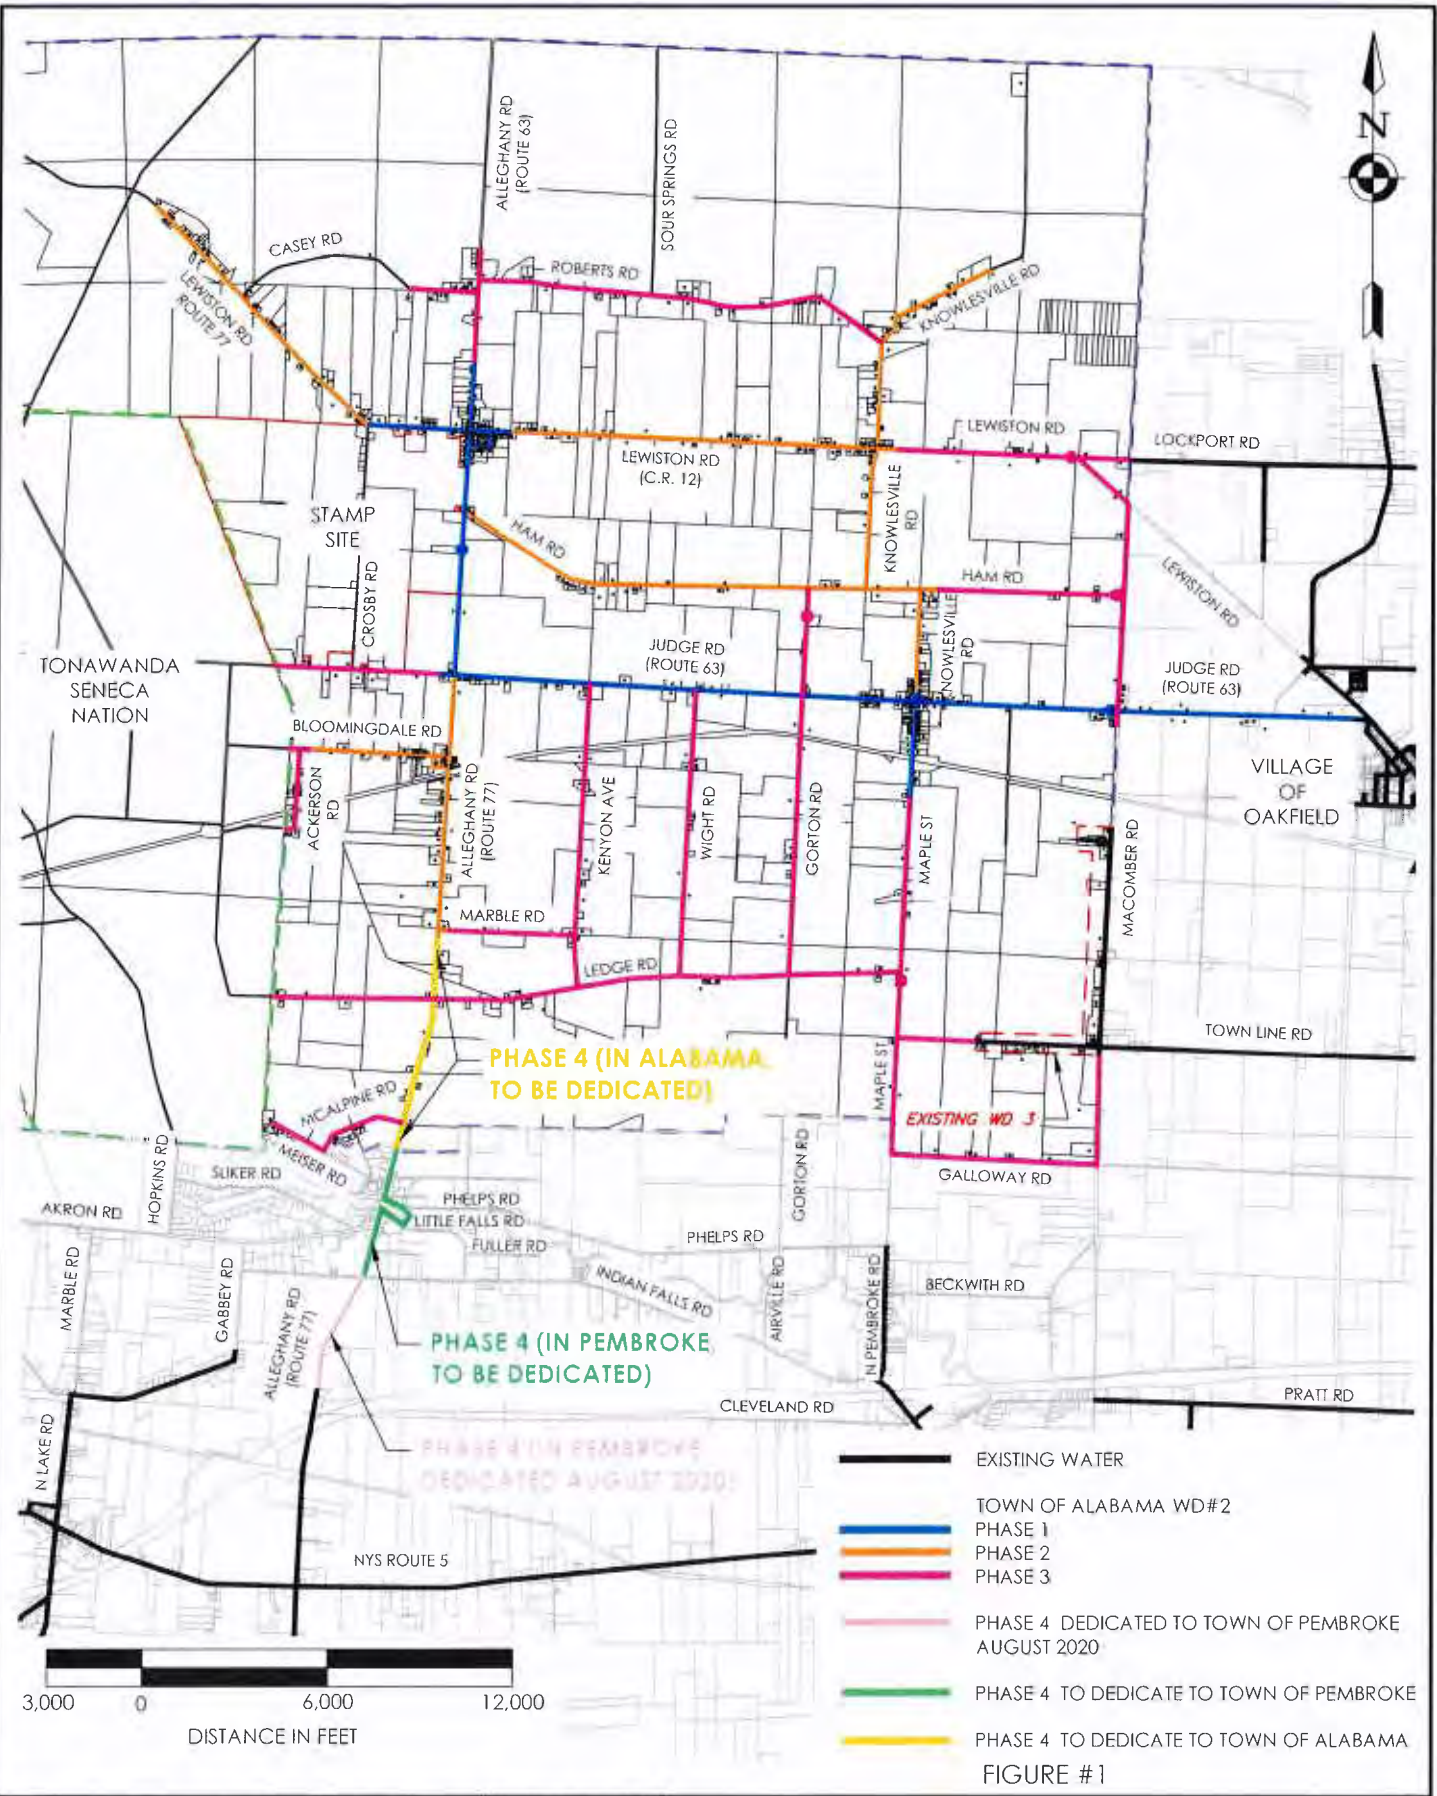 N
ALLEGHANY RD
(ROUTE 63)
SOUR SPRINGS RD
CASEY RD
ROBERTS RD
KNOWLESVILLE RD
LEWISTON RD
ROUTE 77
LEWISTON RD
LOCKPORT RD
LEWISTON RD
(C.R. 12)
KNOWLESVILLE
RD
STAMP
SITE
HAM RD
HAM RD
LEWISTON RD
CROSBY RD
KNOWLESVILLE
RD
JUDGE RD
(ROUTE 63)
JUDGE RD
(ROUTE 63)
TONAWANDA
SENECA
NATION
BLOOMINGDALE RD
VILLAGE
OF
OAKFIELD
ACKERSON
RD
ALLEGHANY RD
(ROUTE 77)
KENYON AVE
WIGHT RD
GORTON RD
MAPLE ST
MACOMBER RD
MARBLE RD
LEDGE RD
TOWN LINE RD
PHASE 4 (IN ALABAMA
TO BE DEDICATED)
MAPLE ST
MCALPINE RD
EXISTING WD 3
MEISER RD
SLIKER RD
HOPKINS RD
GORTON RD
GALLOWAY RD
PHELPS RD
LITTLE FALLS RD
FULLER RD
AKRON RD
PHELPS RD
MARBLE RD
GABBEY RD
INDIAN FALLS RD
AIRVILLE RD
N PEMBROKE RD
BECKWITH RD
ALLEGHANY RD
(ROUTE 77)
PHASE 4 (IN PEMBROKE
TO BE DEDICATED)
CLEVELAND RD
PRATT RD
N LAKE RD
PHASE 4 (IN PEMBROKE
DEDICATED AUGUST 2020)
EXISTING WATER
TOWN OF ALABAMA WD#2
PHASE 1
PHASE 2
PHASE 3
NYS ROUTE 5
PHASE 4 DEDICATED TO TOWN OF PEMBROKE
AUGUST 2020
PHASE 4 TO DEDICATE TO TOWN OF PEMBROKE
PHASE 4 TO DEDICATE TO TOWN OF ALABAMA
3,000 0 6,000 12,000
DISTANCE IN FEET
FIGURE #1